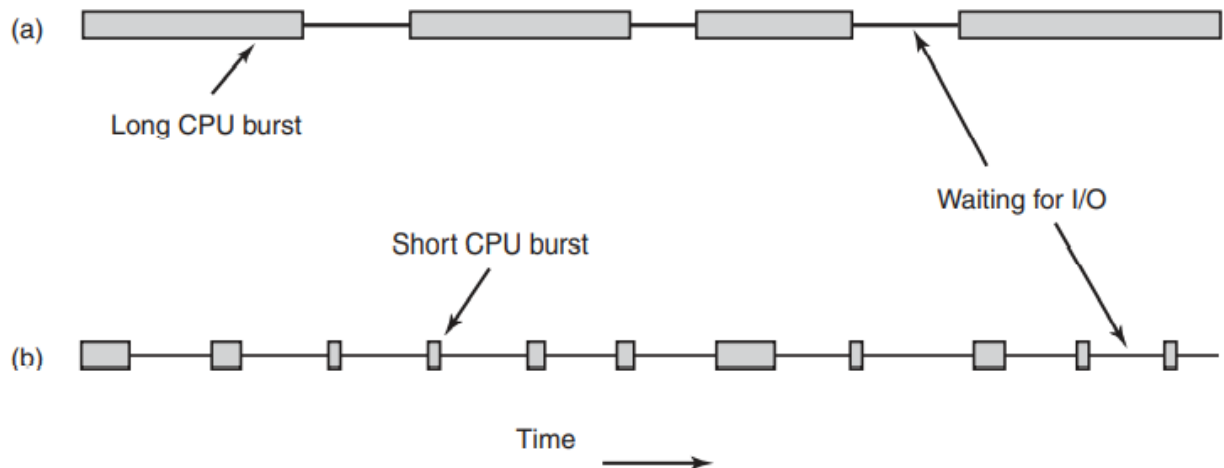 (a)
Long CPU burst
Waiting for I/O
Short CPU burst
(b)
Time